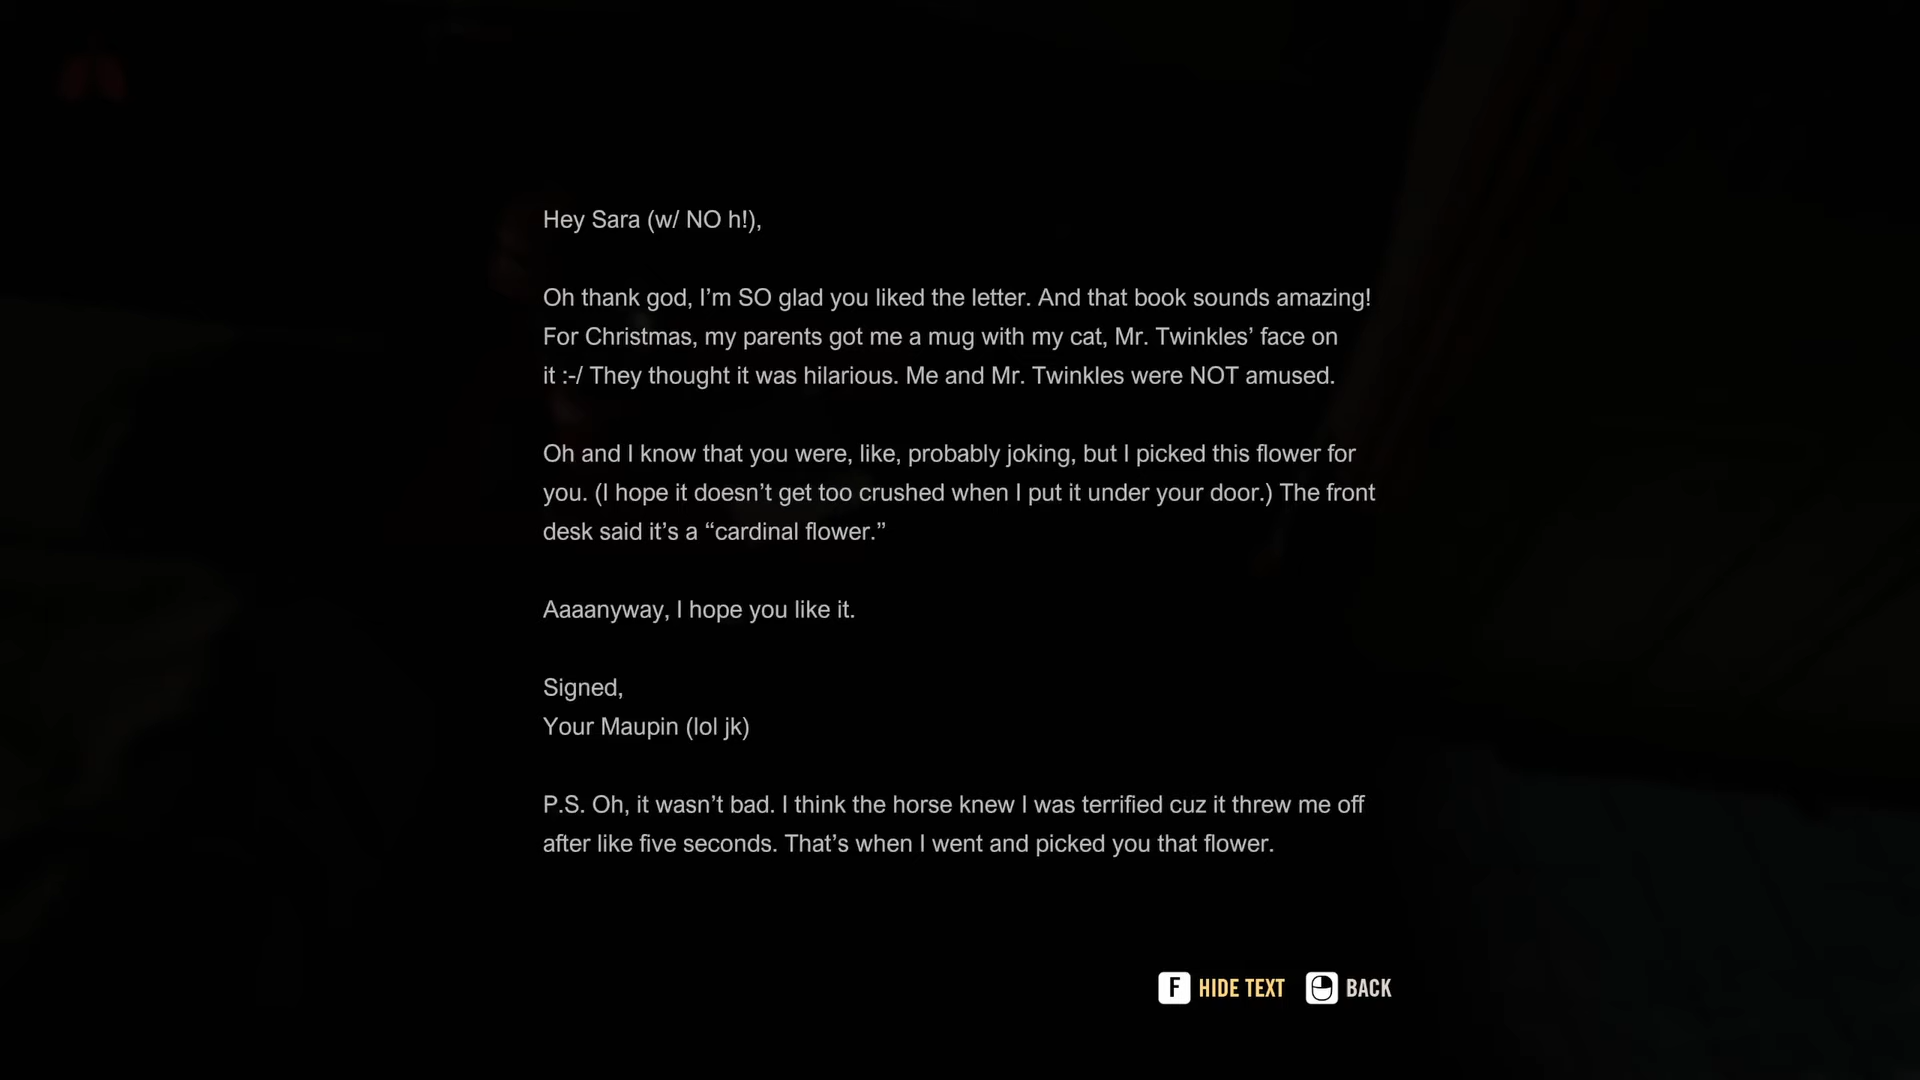 Hey Sara (w/ NO h!),
Oh thank god, I’m SO glad you liked the letter. And that book sounds amazing!
For Christmas, my parents got me a mug with my cat, Mr. Twinkles’ face on
it :-/ They thought it was hilarious. Me and Mr. Twinkles were NOT amused.
Oh and I know that you were, like, probably joking, but I picked this flower for
you. (I hope it doesn’t get too crushed when I put it under your door.) The front
desk said it’s a “cardinal flower.”
Aaaanyway, I hope you like it.
Signed,
Your Maupin (lol jk)
P.S. Oh, it wasn’t bad. I think the horse knew I was terrified cuz it threw me off
after like five seconds. That’s when I went and picked you that flower.
F HIDE TEXT BACK